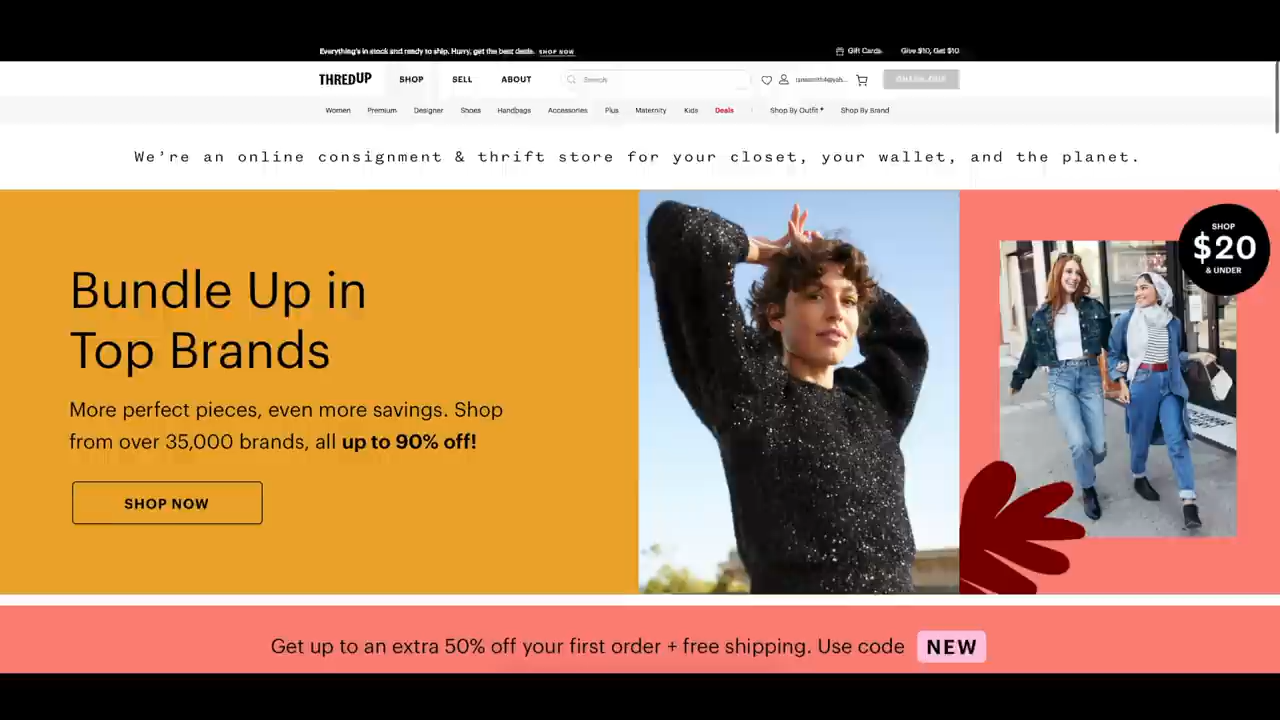 Everything's in stock and ready to ship. Hurry, get the best deals. SHOP NOW
Gift Cards
Give $10, Get $10
THREDUP
SHOP
SELL
ABOUT
Search
Women
Premium
Designer
Shoes
Handbags
Accessories
Plus
Maternity
Kids
Deals
Shop By Outfit
Shop By Brand
We're an online consignment & thrift store for your closet, your wallet, and the planet.
Bundle Up in
Top Brands
More perfect pieces, even more savings. Shop
from over 35,000 brands, all up to 90% off!
SHOP NOW
SHOP
$20
& UNDER
Get up to an extra 50% off your first order + free shipping. Use code NEW